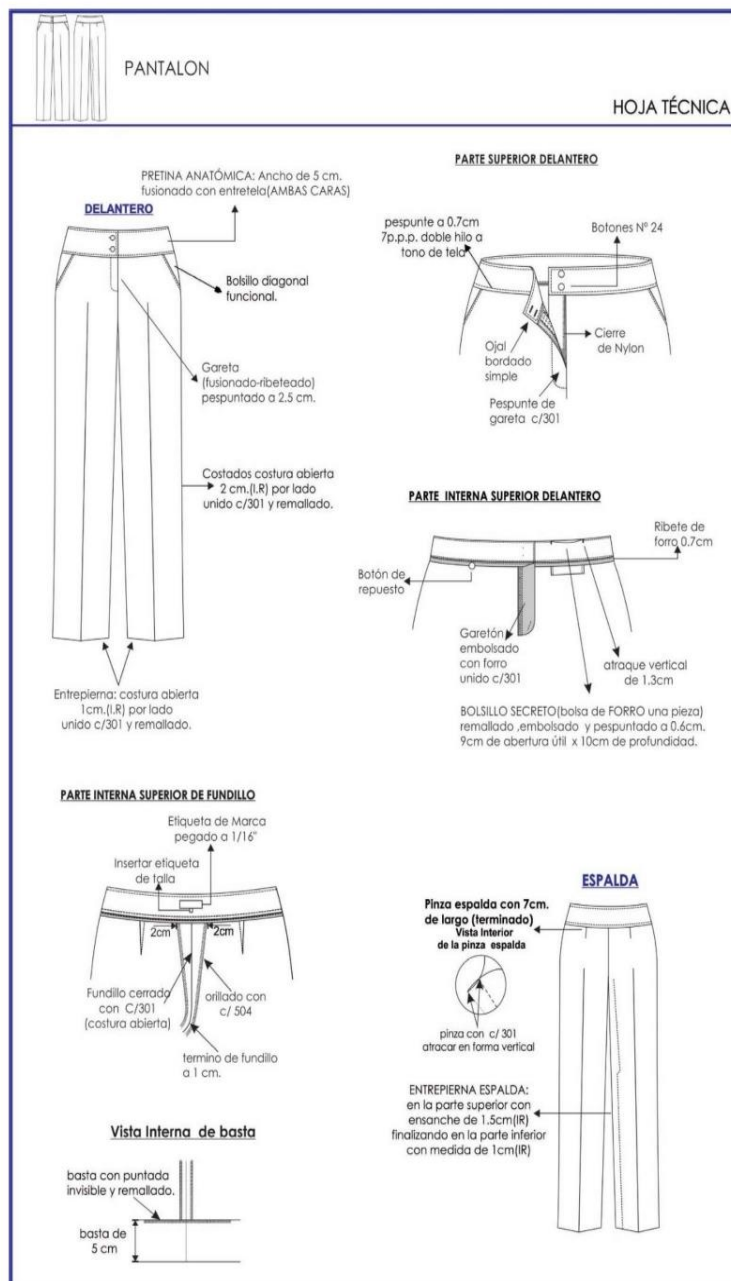 PANTALON
HOJA TÉCNICA
PRETINA ANATÓMICA: Ancho de 5 cm.
fusionado con entretela(AMBAS CARAS)
DELANTERO
Bolsillo diagonal
funcional.
Gareta
(fusionado-ribeteado)
pespuntado a 2.5 cm.
Costados costura abierta
2 cm.(I.R) por lado
unido c/301 y remallado.
Entrepierna: costura abierta
1cm.(I.R) por lado
unido c/301 y remallado.
PARTE SUPERIOR DELANTERO
pespunte a 0.7cm
7p.p.p. doble hilo a
tono de tela
Botones Nº 24
Ojal
bordado
simple
Cierre
de Nylon
Pespunte de
gareta c/301
PARTE INTERNA SUPERIOR DELANTERO
Ribete de
forro 0.7cm
Botón de
repuesto
Garetón
embolsado
con forro
unido c/301
atraque vertical
de 1.3cm
BOLSILLO SECRETO(bolsa de FORRO una pieza)
remallado ,embolsado y pespuntado a 0.6cm.
9cm de abertura útil x 10cm de profundidad.
PARTE INTERNA SUPERIOR DE FUNDILLO
Etiqueta de Marca
pegado a 1/16"
Insertar etiqueta
de talla
2cm
2cm
Fundillo cerrado
con C/301
(costura abierta)
orillado con
c/ 504
termino de fundillo
a 1 cm.
ESPALDA
Pinza espalda con 7cm.
de largo (terminado)
Vista Interior
de la pinza espalda
pinza con c/ 301
atracar en forma vertical
ENTREPIERNA ESPALDA:
en la parte superior con
ensanche de 1.5cm(IR)
finalizando en la parte inferior
con medida de 1cm(IR)
Vista Interna de basta
basta con puntada
invisible y remallado.
basta de
5 cm